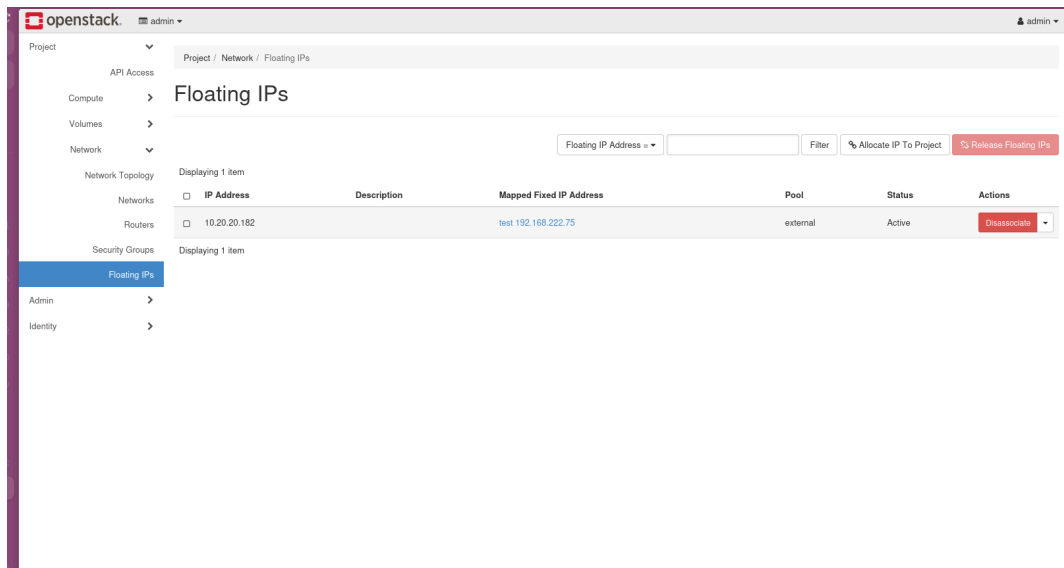 openstack. admin admin
Project
API Access
Compute
Volumes
Network
Network Topology
Networks
Routers
Security Groups
Floating IPs
Admin
Identity
Project / Network / Floating IPs
Floating IPs
Floating IP Address = Filter Allocate IP To Project Release Floating IPs
Displaying 1 item
IP Address Description Mapped Fixed IP Address Pool Status Actions
10.20.20.182 test 192.168.222.75 external Active Disassociate
Displaying 1 item